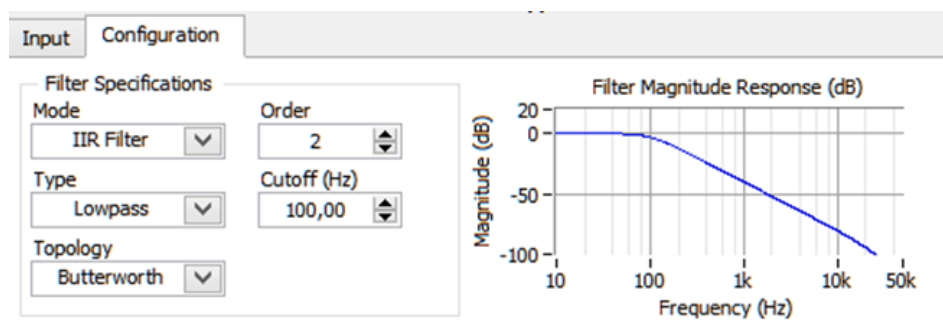 Input
Configuration
Filter Specifications
Mode
Order
IIR Filter
2
Type
Cutoff (Hz)
Lowpass
100,00
Topology
Butterworth
Filter Magnitude Response (dB)
Magnitude (dB)
20
0
-50
-100
10
100
1k
10k
50k
Frequency (Hz)